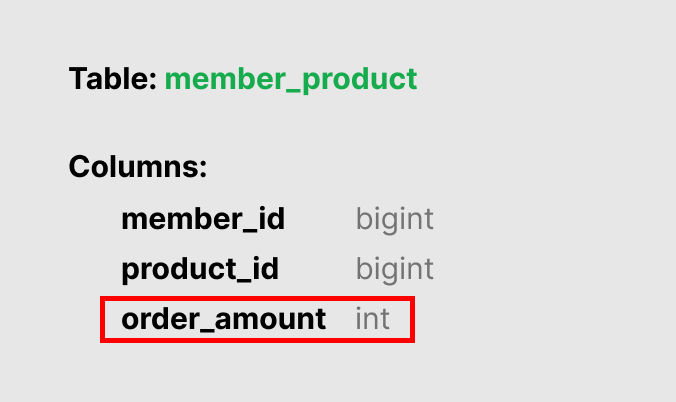 Table: member_product
Columns:
member_id bigint
product_id bigint
order_amount int